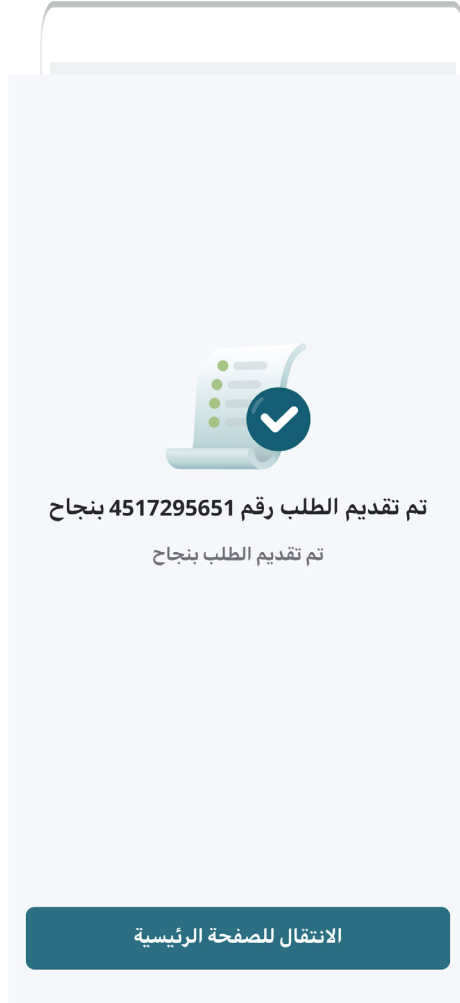 تم تقديم الطلب رقم 4517295651 بنجاح
تم تقديم الطلب بنجاح
الانتقال للصفحة الرئيسية